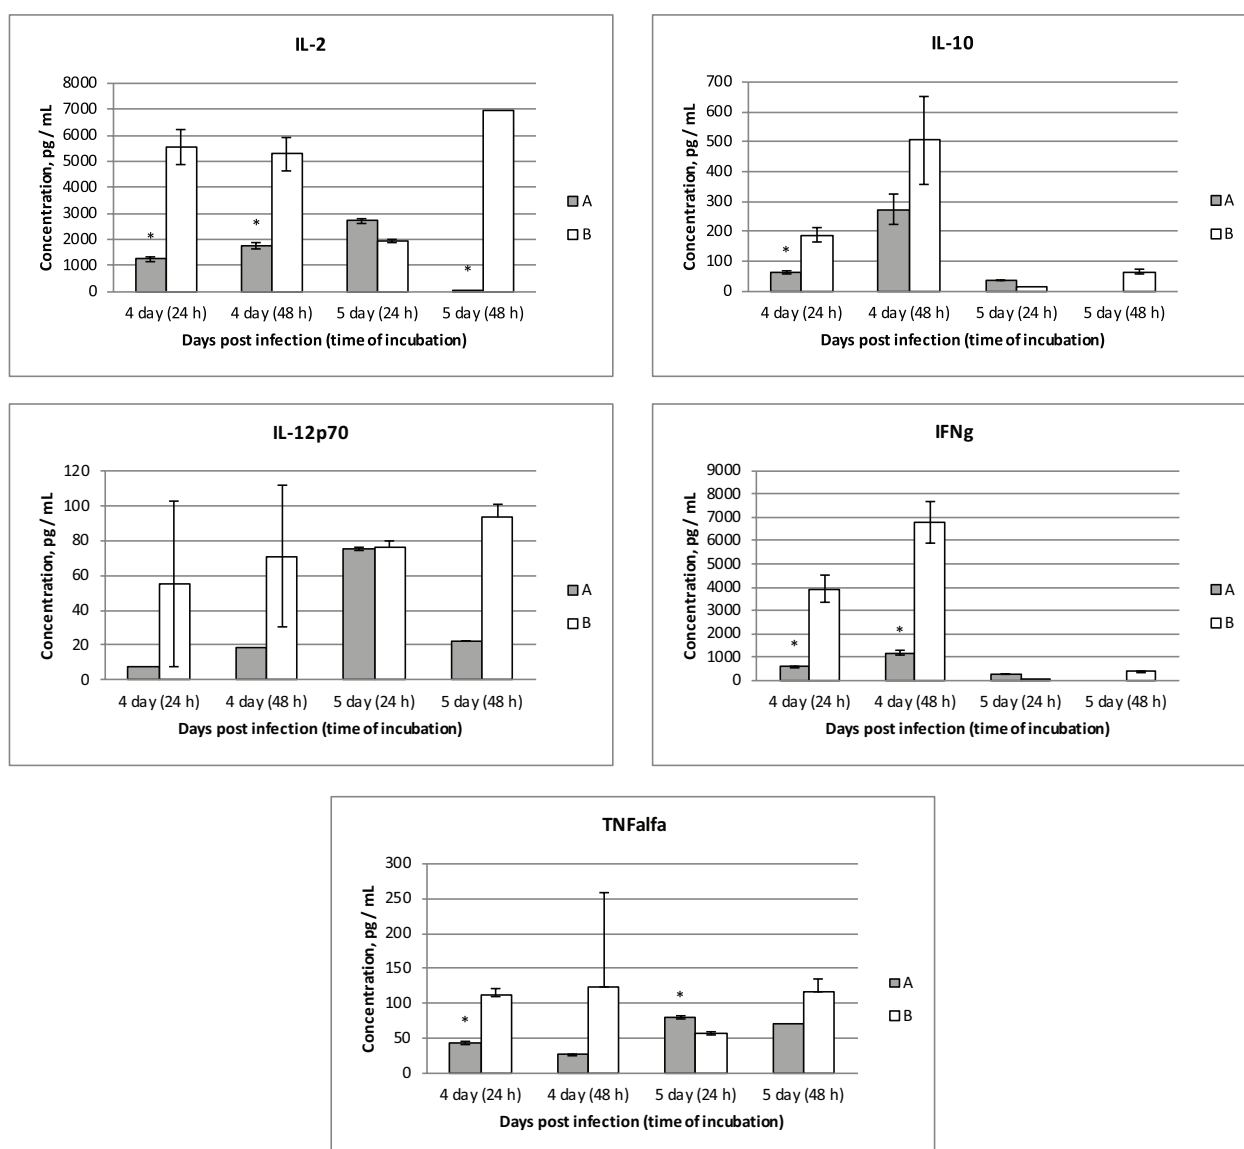 IL-2
8000
7000
6000
5000
4000
3000
2000
1000
0
Concentration, pg / mL
*
*
*
A
B
4 day (24 h) 4 day (48 h) 5 day (24 h) 5 day (48 h)
Days post infection (time of incubation)
IL-10
700
600
500
400
300
200
100
0
Concentration, pg / mL
*
A
B
4 day (24 h) 4 day (48 h) 5 day (24 h) 5 day (48 h)
Days post infection (time of incubation)
IL-12p70
120
100
80
60
40
20
0
Concentration, pg / mL
A
B
4 day (24 h) 4 day (48 h) 5 day (24 h) 5 day (48 h)
Days post infection (time of incubation)
IFNg
9000
8000
7000
6000
5000
4000
3000
2000
1000
0
Concentration, pg / mL
*
*
A
B
4 day (24 h) 4 day (48 h) 5 day (24 h) 5 day (48 h)
Days post infection (time of incubation)
TNFalfa
300
250
200
150
100
50
0
Concentration, pg / mL
*
*
A
B
4 day (24 h) 4 day (48 h) 5 day (24 h) 5 day (48 h)
Days post infection (time of incubation)